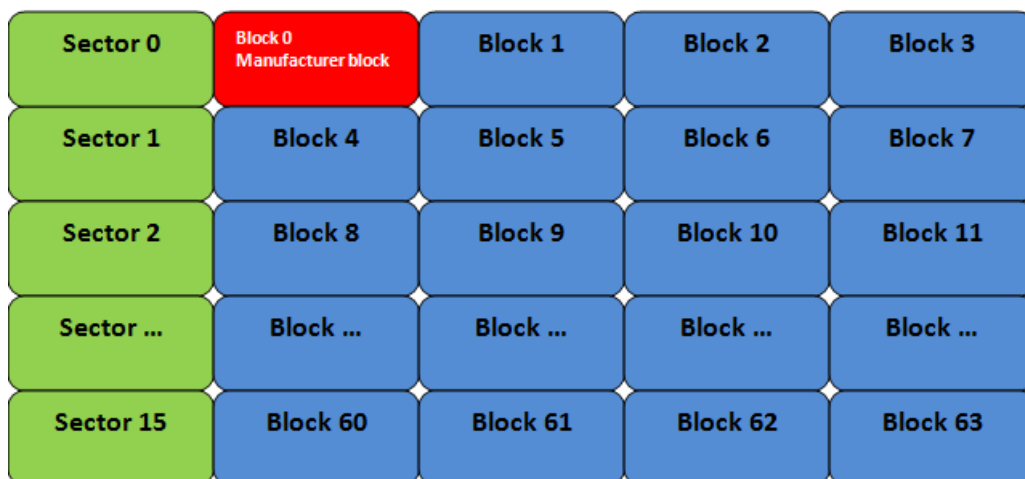 Sector 0
Block 0
Manufacturer block
Block 1
Block 2
Block 3
Sector 1
Block 4
Block 5
Block 6
Block 7
Sector 2
Block 8
Block 9
Block 10
Block 11
Sector ...
Block ...
Block ...
Block ...
Block ...
Sector 15
Block 60
Block 61
Block 62
Block 63